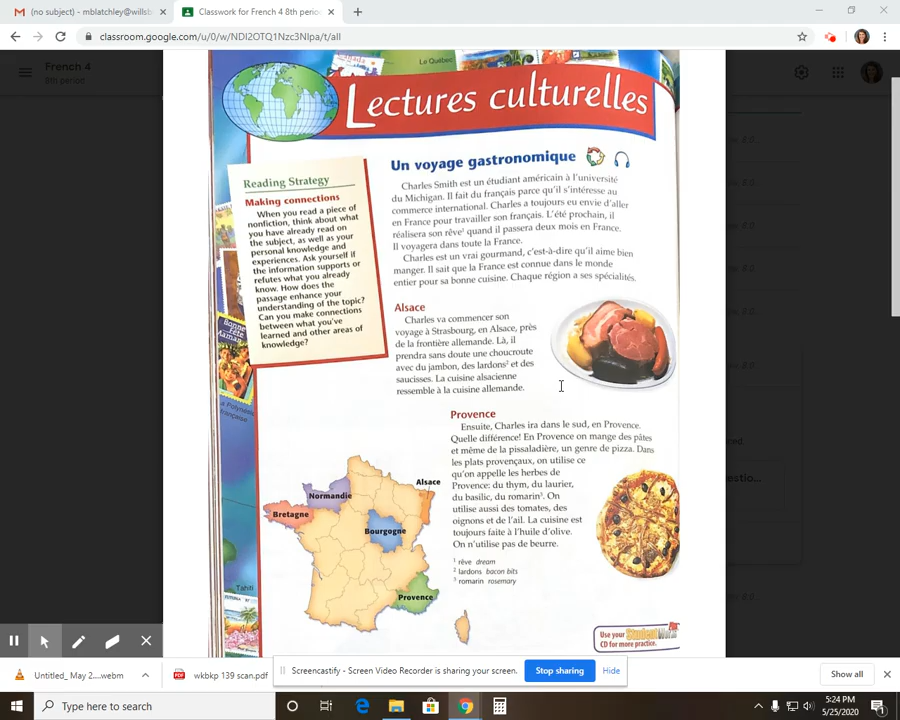 (no subject) - mblatchley@willsb
Classwork for French 4 8th perio
classroom.google.com/u/0/w/NDI2OTQ1Nzc3NIpa/t/all
French 4
Le Québec
Lectures culturelles
Reading Strategy
Making connections
When you read a piece of
nonfiction, think about what
you have already read on
the subject, as well as your
personal knowledge and
experiences. Ask yourself if
the information supports or
refutes what you already
know. How does the
passage enhance your
understanding of the topic?
Can you make connections
between what you've
learned and other areas of
knowledge?
Un voyage gastronomique
Charles Smith est un étudiant américain à l'université
du Michigan. Il fait du français parce qu'il s'intéresse au
commerce international. Charles a toujours eu envie d'aller
en France pour travailler son français. L'été prochain, il
réalisera son rêve¹ quand il passera deux mois en France.
Il voyagera dans toute la France.
Charles est un vrai gourmand, c'est-à-dire qu'il aime bien
manger. Il sait que la France est connue dans le monde
entier pour sa bonne cuisine. Chaque région a ses spécialités.
Alsace
Charles va commencer son
voyage à Strasbourg, en Alsace, près
de la frontière allemande. Là, il
prendra sans doute une choucroute
avec du jambon, des lardons² et des
saucisses. La cuisine alsacienne
ressemble à la cuisine allemande.
Provence
Ensuite, Charles ira dans le sud, en Provence.
Quelle différence! En Provence on mange des pâtes
et même de la pissaladière, un genre de pizza. Dans
les plats provençaux, on utilise ce
qu'on appelle les herbes de
Provence: du thym, du laurier,
du basilic, du romarin³. On
utilise aussi des tomates, des
oignons et de l'ail. La cuisine est
toujours faite à l'huile d'olive.
On n'utilise pas de beurre.
¹ rêve dream
² lardons bacon bits
³ romarin rosemary
BONNE
fête
Maman
La Polynésie
française
Tahiti
Normandie
Alsace
Bretagne
Bourgogne
Provence
Use your
CD for more practice.
Untitled_ May 2....webm
wkbkp 139 scan.pdf
Screencastify - Screen Video Recorder is sharing your screen.
Stop sharing
Hide
Show all
Type here to search
5:24 PM
5/25/2020